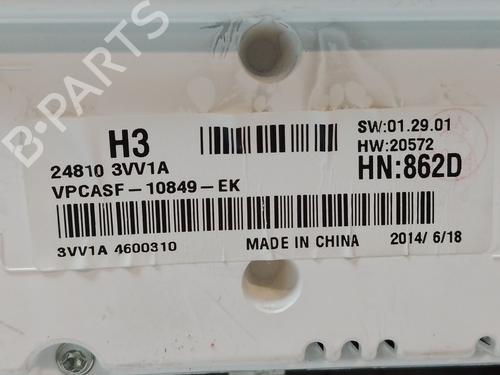 B-PARTS
H3
SW:01.29.01
HW:20572
24810 3VV1A
HN:862D
VPCASF-10849-EK
3VV1A 4600310
MADE IN CHINA
2014/ 6/18